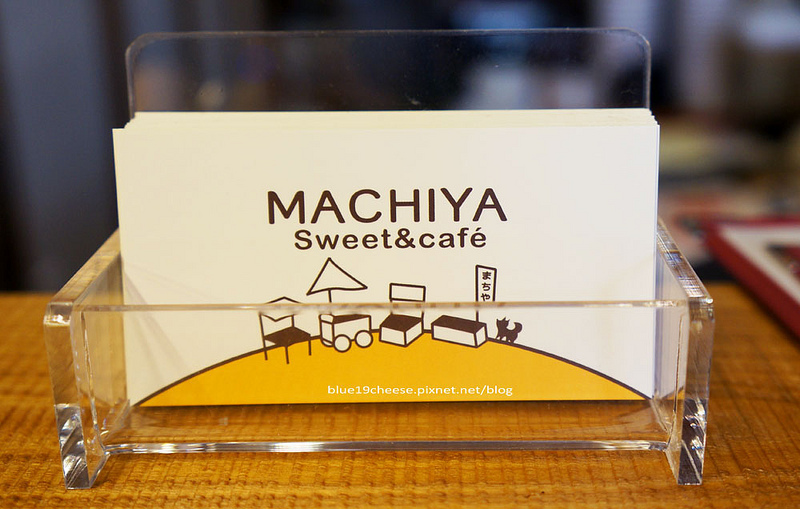 MACHIYA
Sweet&café
まちや
blue19cheese.pixnet.net/blog